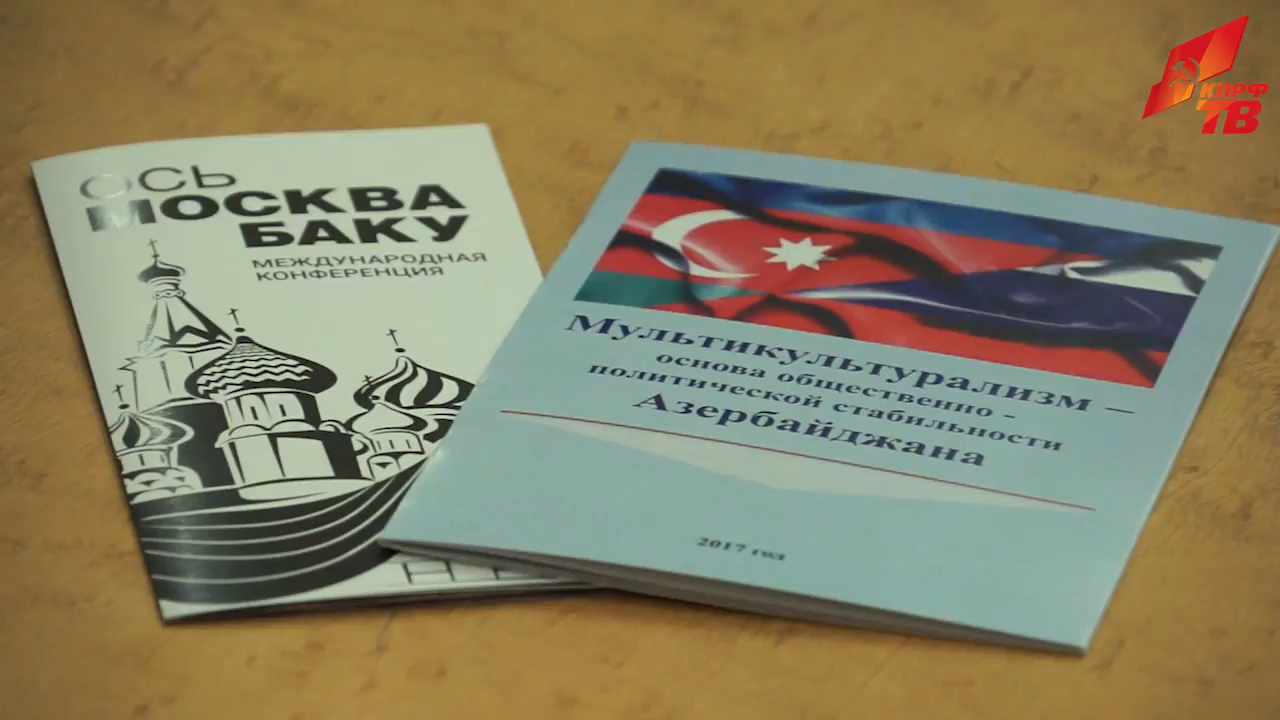 ОСЬ
МОСКВА
БАКУ
МЕЖДУНАРОДНАЯ
КОНФЕРЕНЦИЯ
Мультикультурализм –
основа общественно -
политической стабильности
Азербайджана
2017 год
КПРФ
ТВ